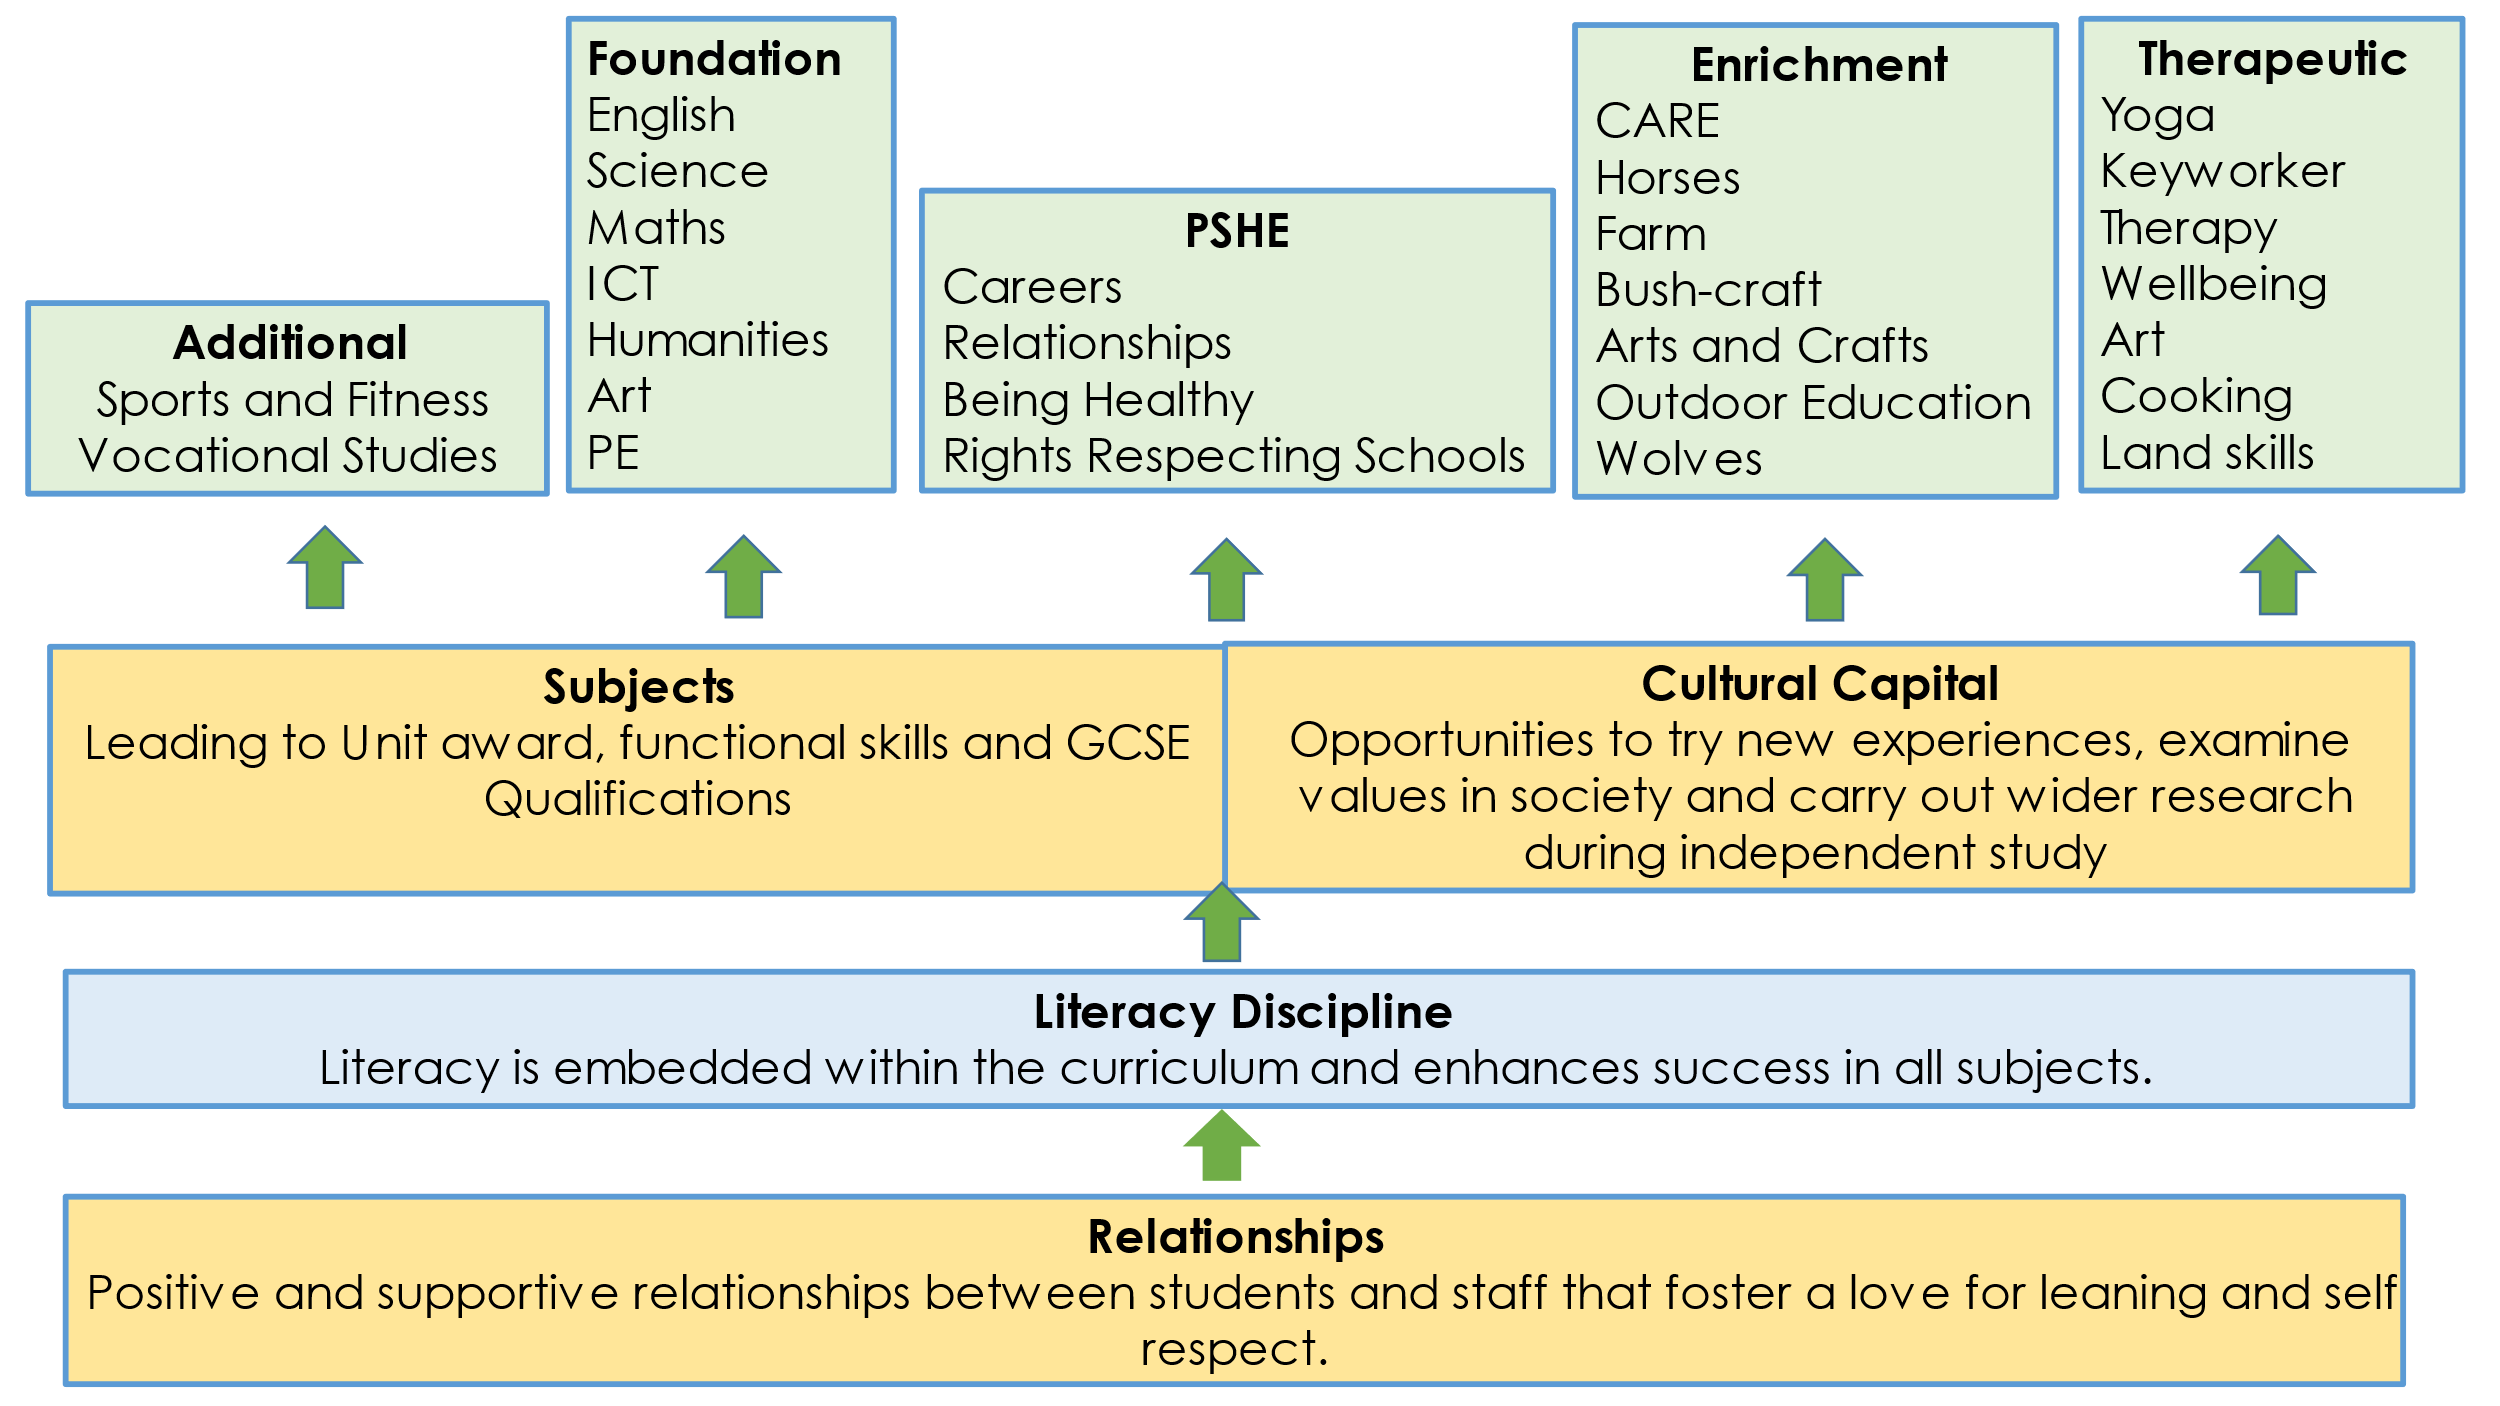 Additional
Sports and Fitness
Vocational Studies
Foundation
English
Science
Maths
ICT
Humanities
Art
PE
PSHE
Careers
Relationships
Being Healthy
Rights Respecting Schools
Enrichment
CARE
Horses
Farm
Bush-craft
Arts and Crafts
Outdoor Education
Wolves
Therapeutic
Yoga
Keyworker
Therapy
Wellbeing
Art
Cooking
Land skills
Subjects
Leading to Unit award, functional skills and GCSE
Qualifications
Cultural Capital
Opportunities to try new experiences, examine
values in society and carry out wider research
during independent study
Literacy Discipline
Literacy is embedded within the curriculum and enhances success in all subjects.
Relationships
Positive and supportive relationships between students and staff that foster a love for leaning and self
respect.